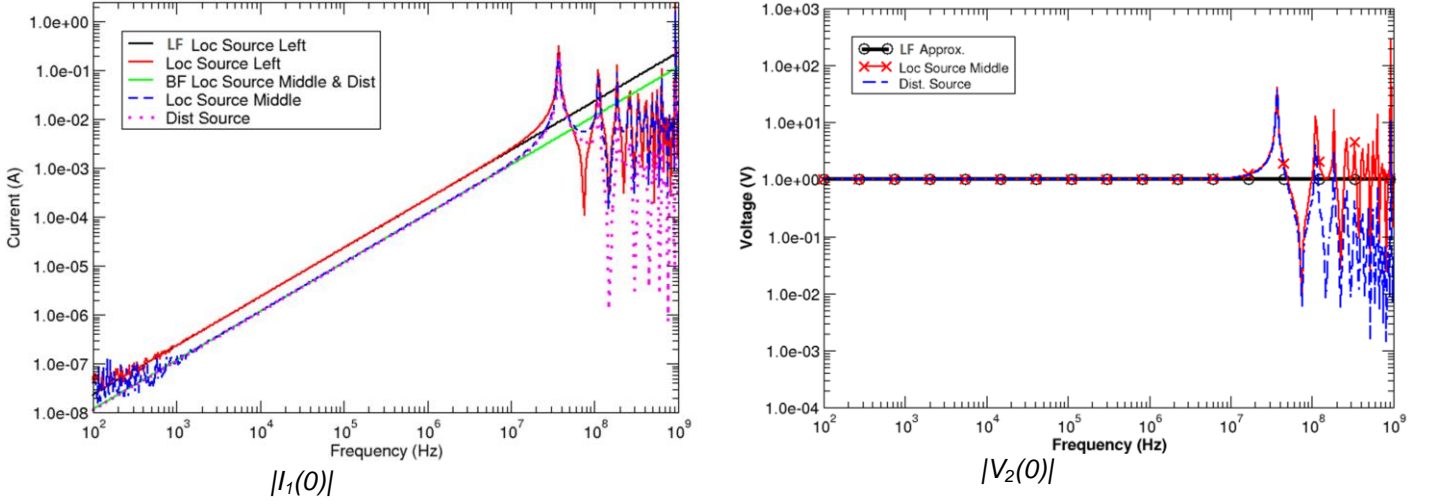 1.0e+00
1.0e-01
1.0e-02
1.0e-03
1.0e-04
1.0e-05
1.0e-06
1.0e-07
1.0e-08
Current (A)
LF Loc Source Left
Loc Source Left
BF Loc Source Middle & Dist
Loc Source Middle
Dist Source
10^2 10^3 10^4 10^5 10^6 10^7 10^8 10^9
Frequency (Hz)
|I₁(0)|
1.0e+03
1.0e+02
1.0e+01
1.0e+00
1.0e-01
1.0e-02
1.0e-03
1.0e-04
Voltage (V)
LF Approx.
Loc Source Middle
Dist. Source
10^2 10^3 10^4 10^5 10^6 10^7 10^8 10^9
Frequency (Hz)
|V₂(0)|